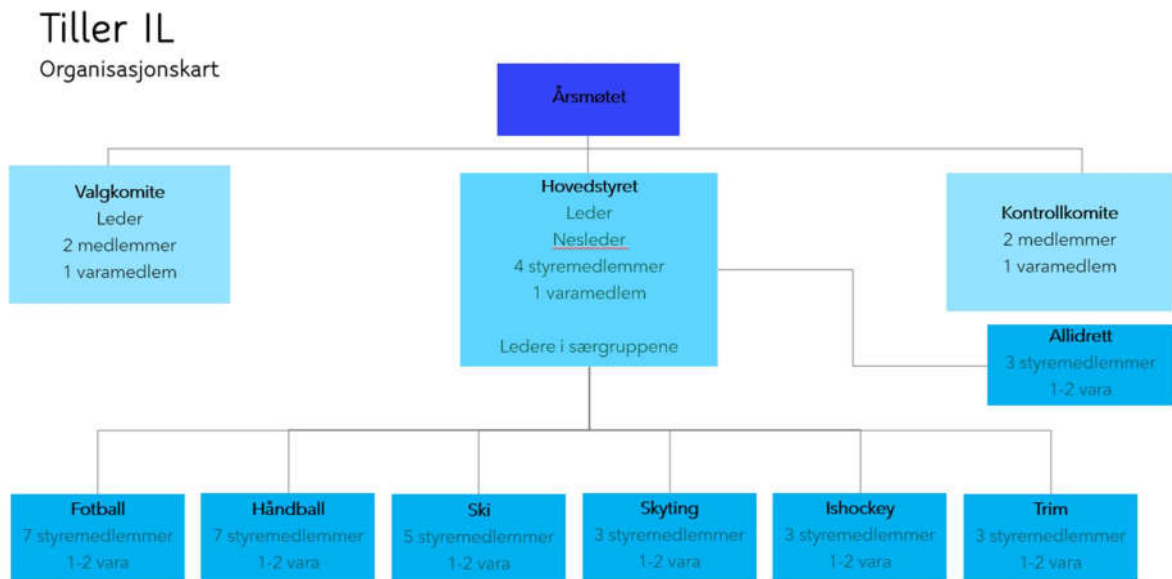 Tiller IL
Organisasjonskart
Årsmøtet
Valgkomite
Leder
2 medlemmer
1 varamedlem
Hovedstyret
Leder
Nesleder
4 styremedlemmer
1 varamedlem
Ledere i særgruppene
Kontrollkomite
2 medlemmer
1 varamedlem
Allidrett
3 styremedlemmer
1-2 vara
Fotball
7 styremedlemmer
1-2 vara
Håndball
7 styremedlemmer
1-2 vara
Ski
5 styremedlemmer
1-2 vara
Skyting
3 styremedlemmer
1-2 vara
Ishockey
3 styremedlemmer
1-2 vara
Trim
3 styremedlemmer
1-2 vara